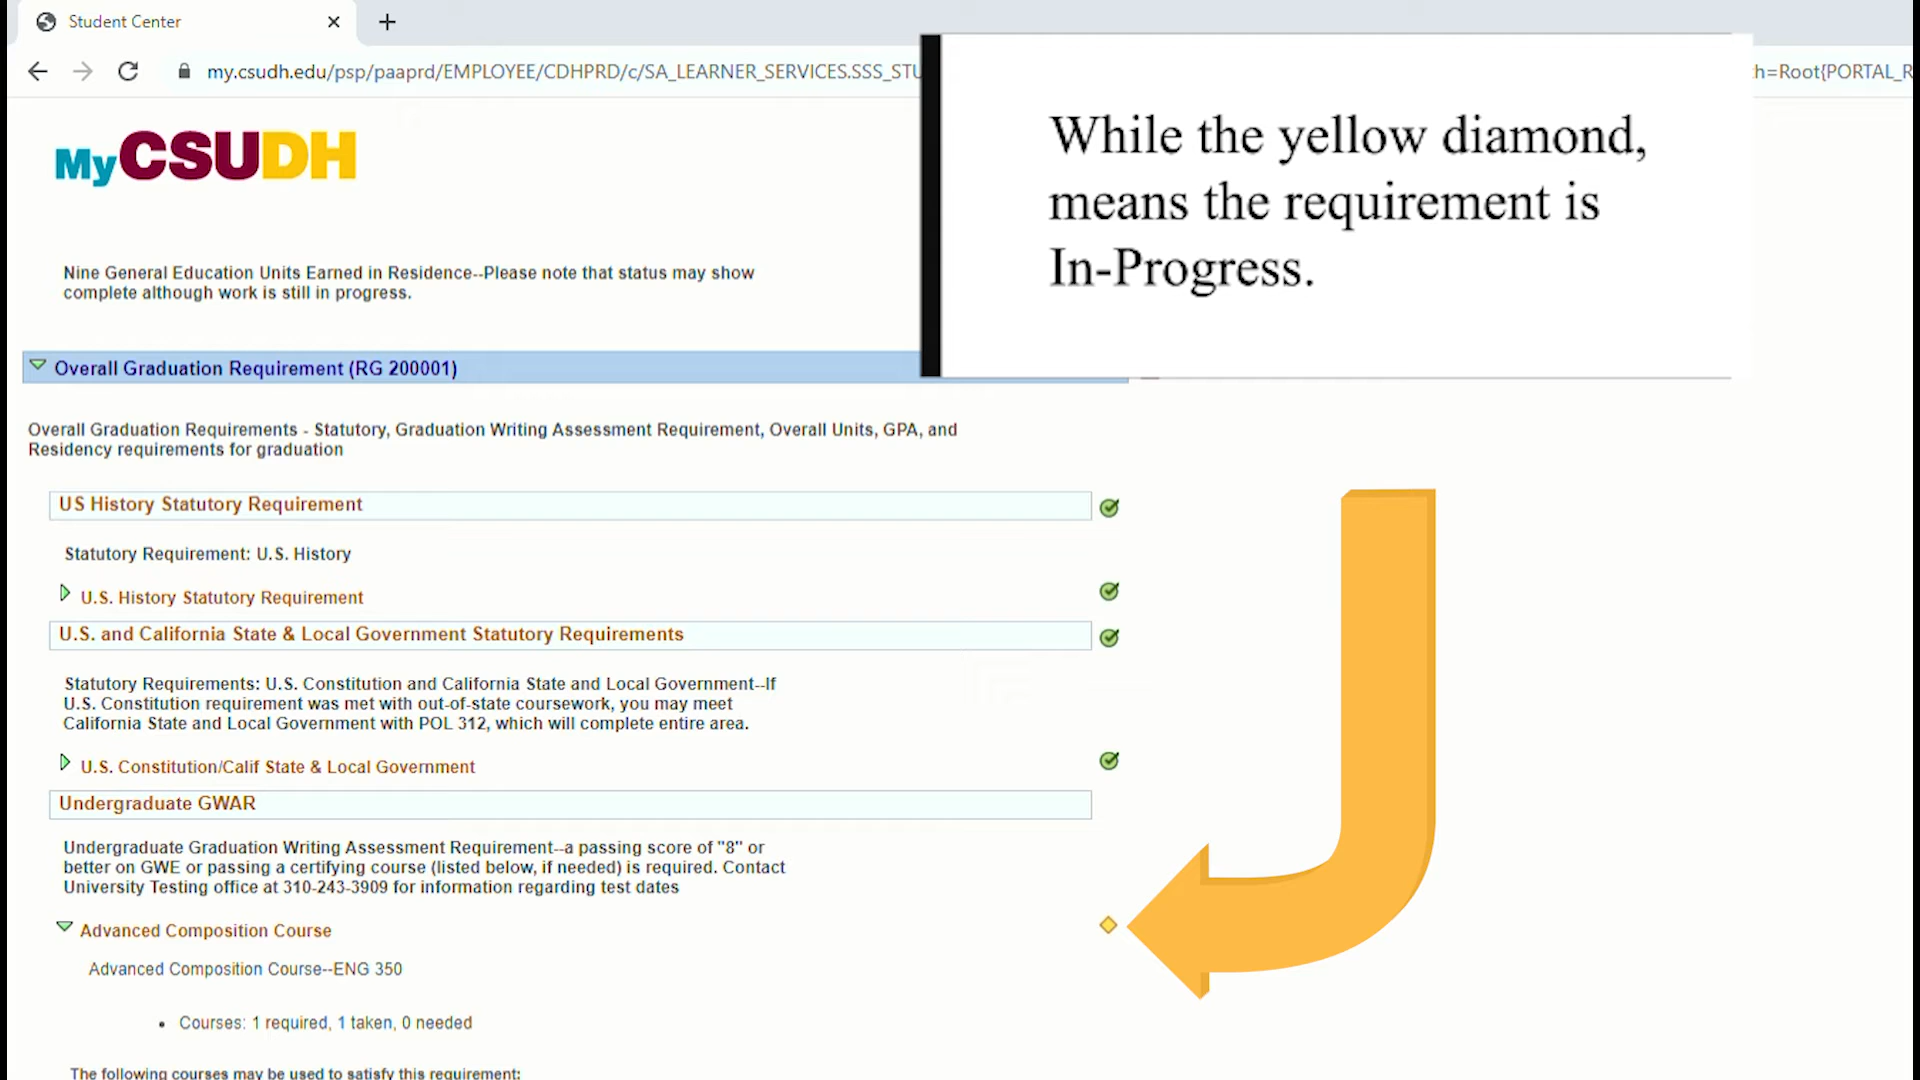 Student Center
my.csudh.edu/psp/paaprd/EMPLOYEE/CDHPRD/c/SA_LEARNER_SERVICES.SSS_STU
h=Root{PORTAL_R
MyCSUDH
While the yellow diamond,
means the requirement is
In-Progress.
Nine General Education Units Earned in Residence--Please note that status may show
complete although work is still in progress.
Overall Graduation Requirement (RG 200001)
Overall Graduation Requirements - Statutory, Graduation Writing Assessment Requirement, Overall Units, GPA, and
Residency requirements for graduation
US History Statutory Requirement
Statutory Requirement: U.S. History
U.S. History Statutory Requirement
U.S. and California State & Local Government Statutory Requirements
Statutory Requirements: U.S. Constitution and California State and Local Government--If
U.S. Constitution requirement was met with out-of-state coursework, you may meet
California State and Local Government with POL 312, which will complete entire area.
U.S. Constitution/Calif State & Local Government
Undergraduate GWAR
Undergraduate Graduation Writing Assessment Requirement--a passing score of "8" or
better on GWE or passing a certifying course (listed below, if needed) is required. Contact
University Testing office at 310-243-3909 for information regarding test dates
Advanced Composition Course
Advanced Composition Course--ENG 350
• Courses: 1 required, 1 taken, 0 needed
The following courses may be used to satisfy this requirement: